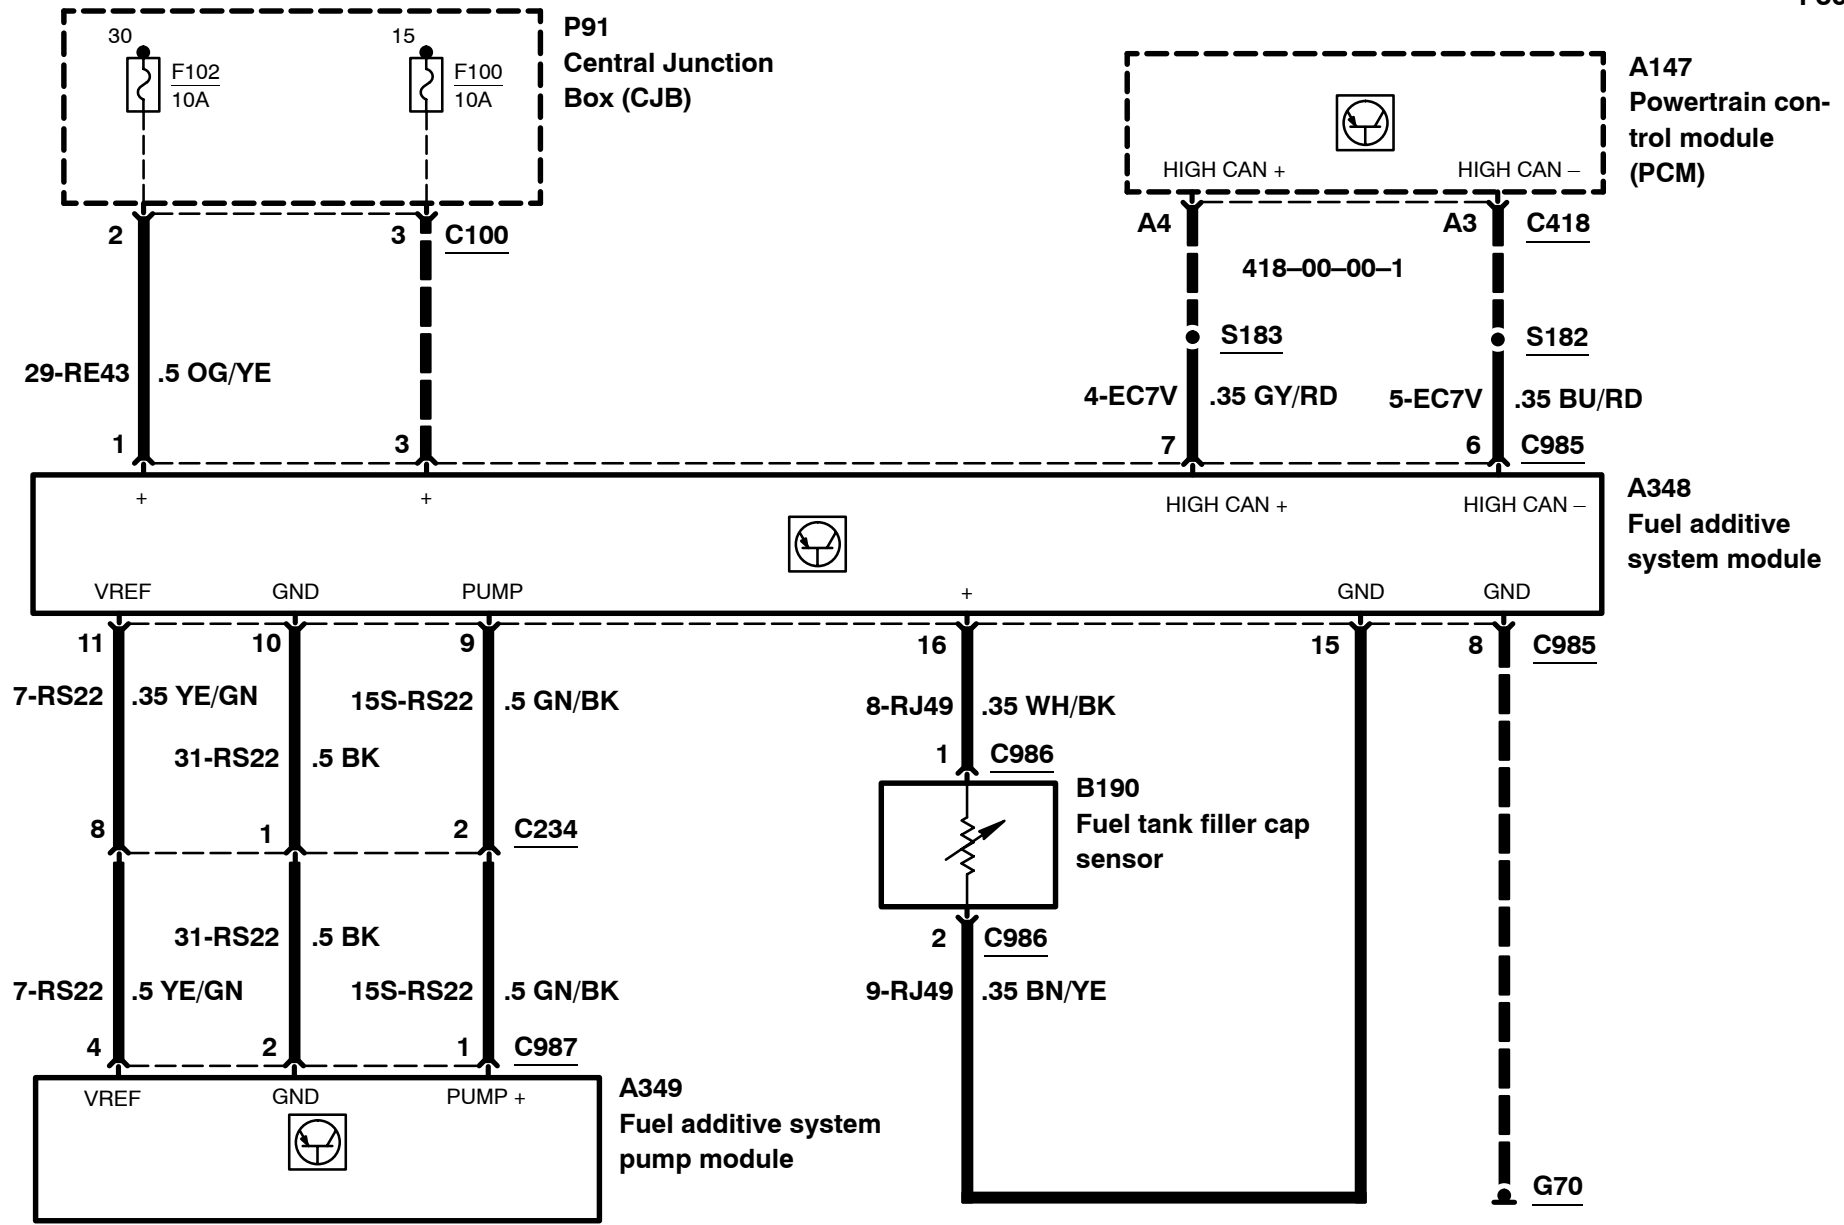 30
15
F102
10A
F100
10A
P91
Central Junction
Box (CJB)
A147
Powertrain con-
trol module
(PCM)
HIGH CAN +
HIGH CAN –
2
3
C100
A4
A3
C418
418–00–00–1
S183
S182
29-RE43
.5 OG/YE
4-EC7V
.35 GY/RD
5-EC7V
.35 BU/RD
1
3
7
6
C985
+
+
HIGH CAN +
HIGH CAN –
A348
Fuel additive
system module
VREF
GND
PUMP
+
GND
GND
11
10
9
16
15
8
C985
7-RS22
.35 YE/GN
15S-RS22
.5 GN/BK
8-RJ49
.35 WH/BK
31-RS22
.5 BK
1
C986
B190
Fuel tank filler cap
sensor
8
1
2
C234
31-RS22
.5 BK
2
C986
7-RS22
.5 YE/GN
15S-RS22
.5 GN/BK
9-RJ49
.35 BN/YE
4
2
1
C987
VREF
GND
PUMP +
A349
Fuel additive system
pump module
G70